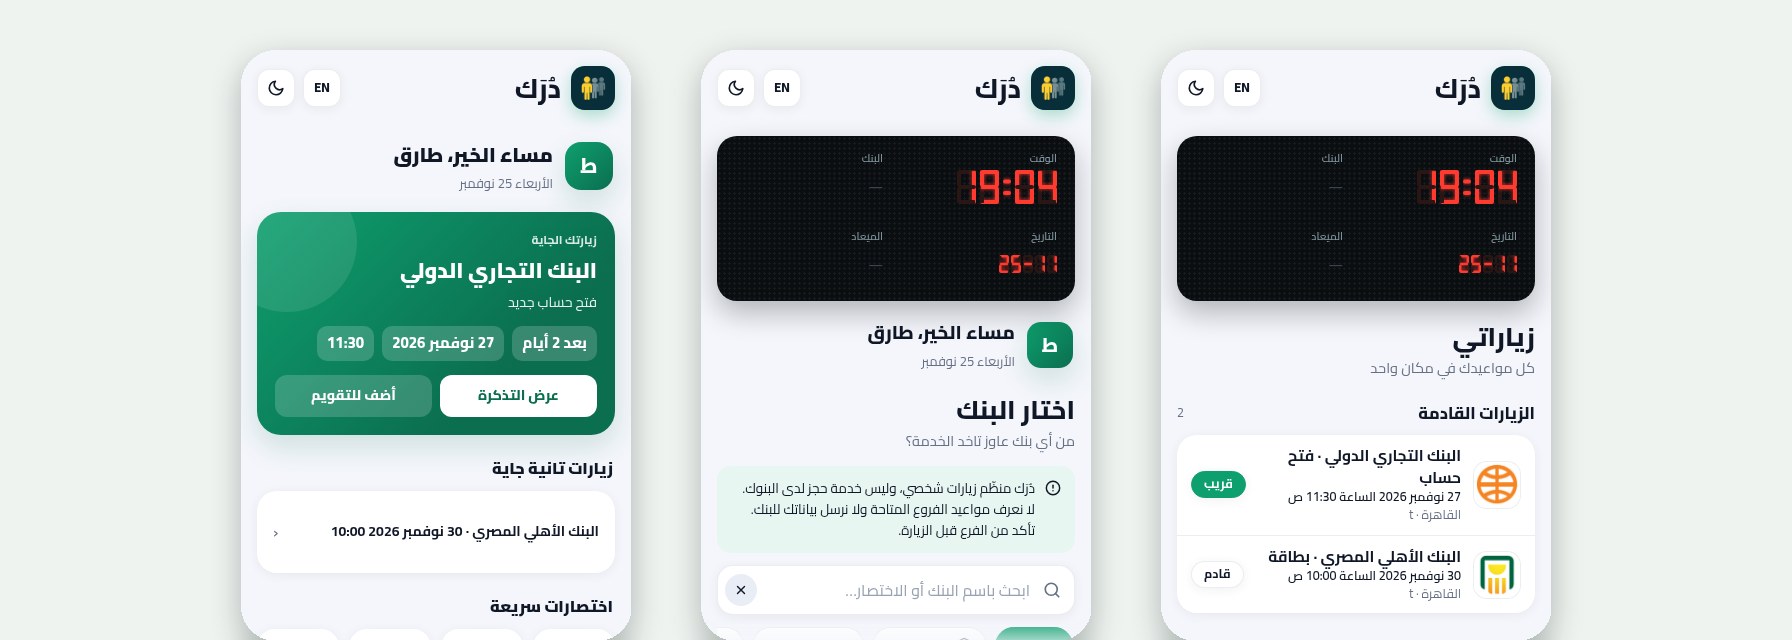 دُرَك
EN
مساء الخير، طارق
ط
الأربعاء 25 نوفمبر
زيارتك الجاية
البنك التجاري الدولي
فتح حساب جديد
بعد 2 أيام
27 نوفمبر 2026
11:30
عرض التذكرة
أضف للتقويم
زيارات تانية جاية
البنك الأهلي المصري · 30 نوفمبر 2026 10:00
اختصارات سريعة
دُرَك
EN
الوقت
البنك
19:04
—
التاريخ
الميعاد
25-11
—
مساء الخير، طارق
ط
الأربعاء 25 نوفمبر
اختار البنك
من أي بنك عاوز تاخد الخدمة؟
دَرَك منظّم زيارات شخصي، وليس خدمة حجز لدى البنوك.
لا نعرف مواعيد الفروع المتاحة ولا نرسل بياناتك للبنك.
تأكد من الفرع قبل الزيارة.
ابحث باسم البنك أو الاختصار...
دُرَك
EN
الوقت
البنك
19:04
—
التاريخ
الميعاد
25-11
—
زياراتي
كل مواعيدك في مكان واحد
الزيارات القادمة
2
البنك التجاري الدولي · فتح
حساب
27 نوفمبر 2026 الساعة 11:30 ص
القاهرة · t
قريب
البنك الأهلي المصري · بطاقة
30 نوفمبر 2026 الساعة 10:00 ص
القاهرة · t
قادم